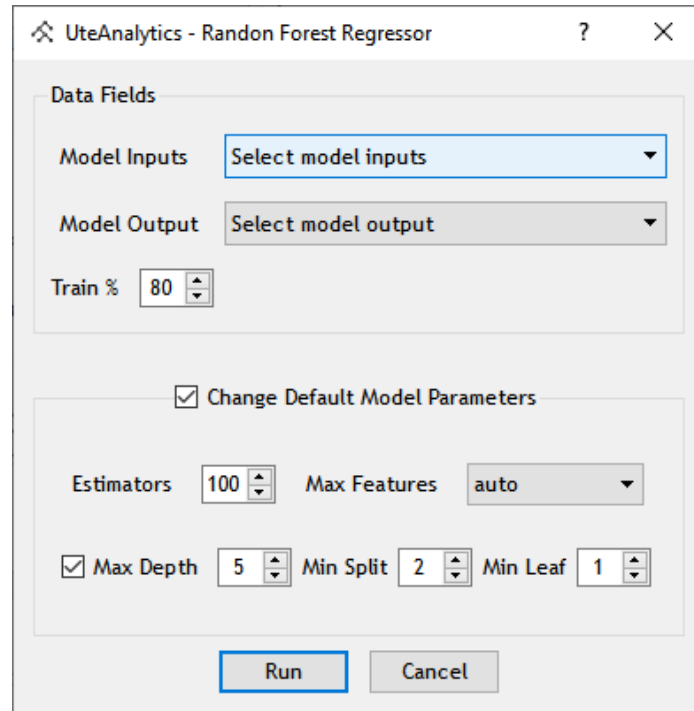 UteAnalytics - Randon Forest Regressor ?
Data Fields
Model Inputs Select model inputs
Model Output Select model output
Train % 80
Change Default Model Parameters
Estimators 100 Max Features auto
Max Depth 5 Min Split 2 Min Leaf 1
Run Cancel